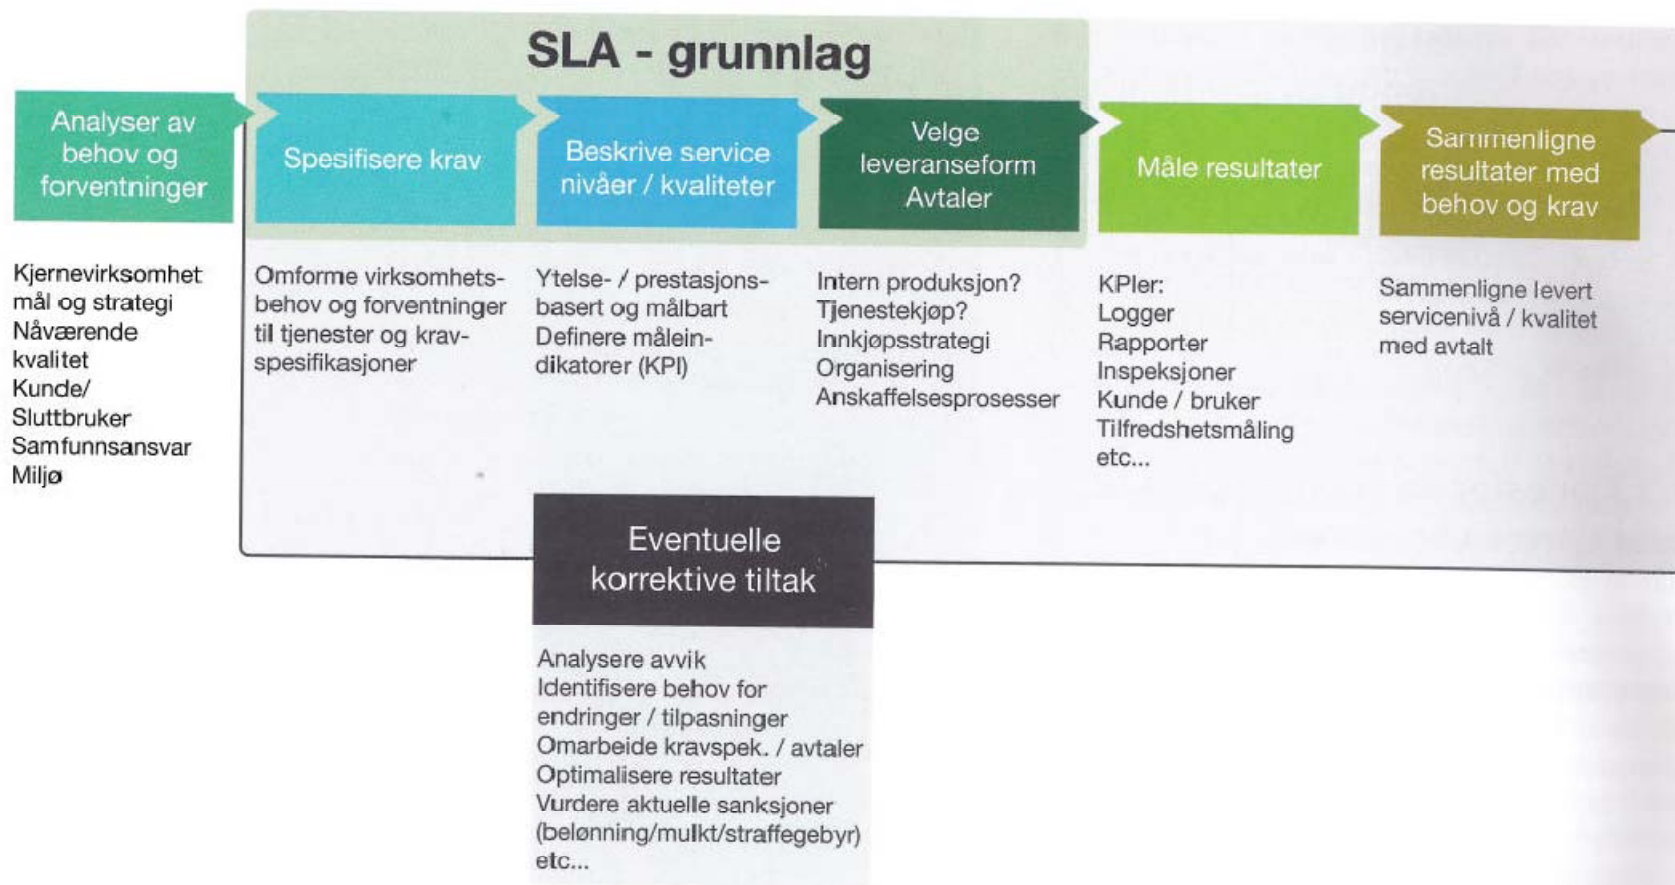 SLA - grunnlag
Analyser av
behov og
forventninger
Spesifisere krav
Beskrive service
nivåer / kvaliteter
Velge
leveranseform
Avtaler
Måle resultater
Sammenligne
resultater med
behov og krav
Kjernevirksomhet
mål og strategi
Nåværende
kvalitet
Kunde/
Sluttbruker
Samfunnsansvar
Miljø
Omforme virksomhets-
behov og forventninger
til tjenester og krav-
spesifikasjoner
Ytelse- / prestasjons-
basert og målbart
Definere målein-
dikatorer (KPI)
Intern produksjon?
Tjenestekjøp?
Innkjøpsstrategi
Organisering
Anskaffelsesprosesser
KPIer:
Logger
Rapporter
Inspeksjoner
Kunde / bruker
Tilfredshetsmåling
etc...
Sammenligne levert
servicenivå / kvalitet
med avtalt
Eventuelle
korrektive tiltak
Analysere avvik
Identifisere behov for
endringer / tilpasninger
Omarbeide kravspek. / avtaler
Optimalisere resultater
Vurdere aktuelle sanksjoner
(belønning/mulkt/straffegebyr)
etc...